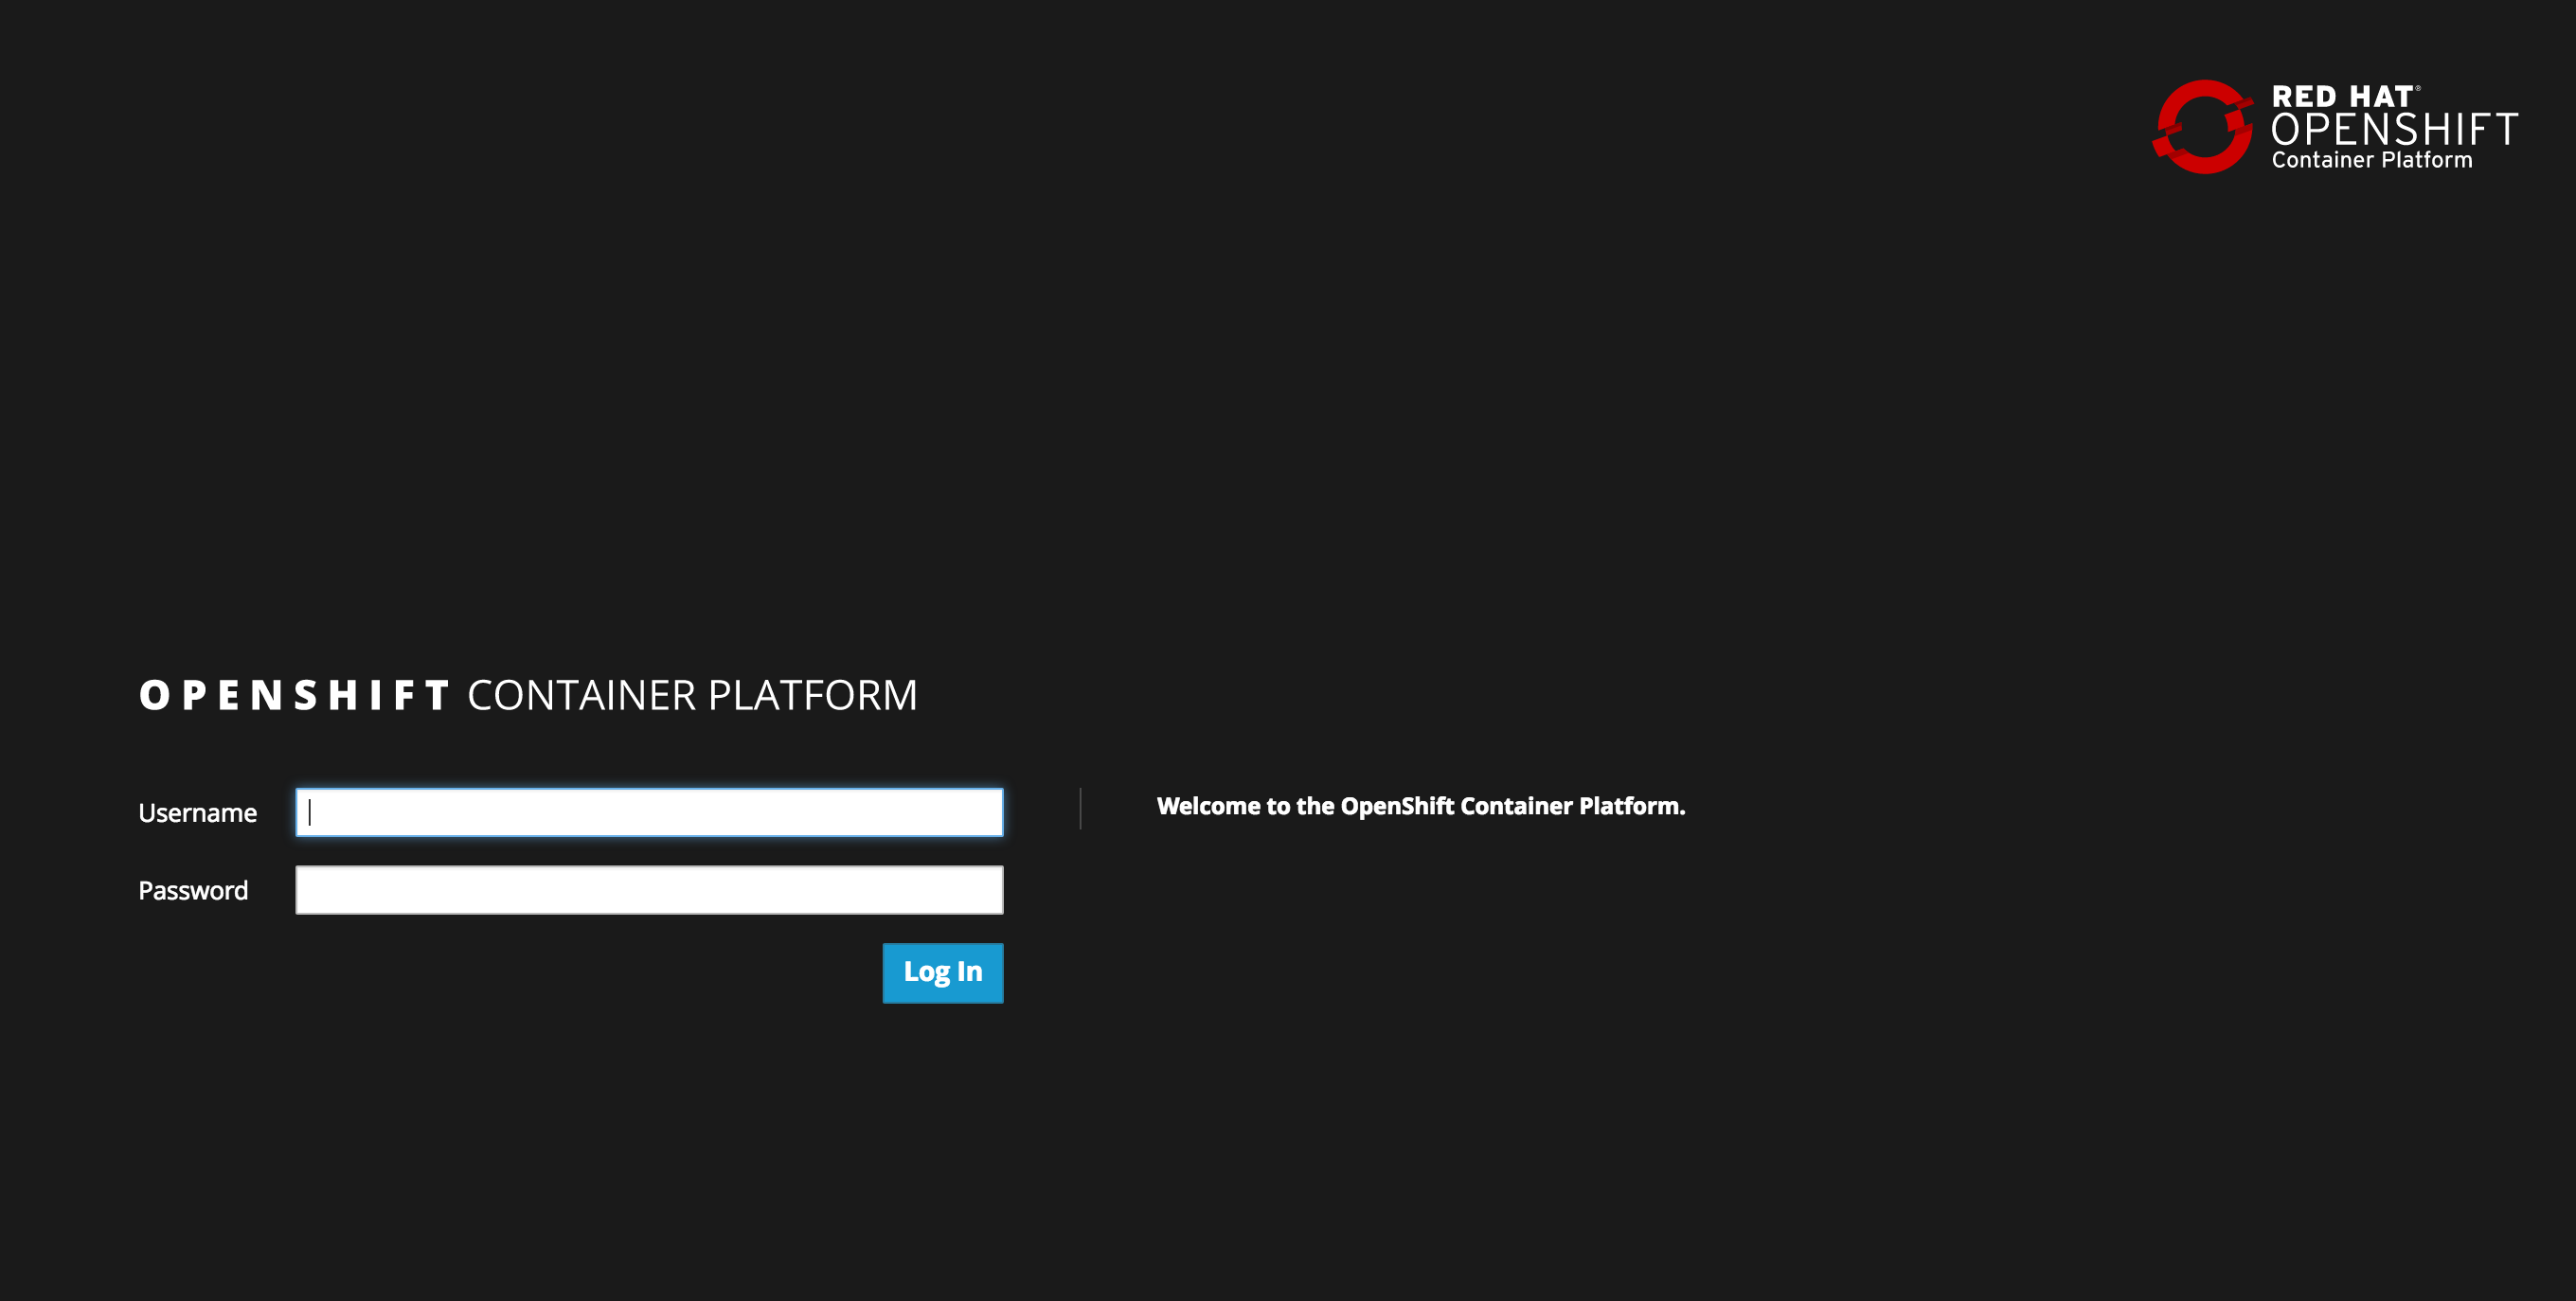 RED HAT®
OPENSHIFT
Container Platform
OPENSHIFT CONTAINER PLATFORM
Username
Welcome to the OpenShift Container Platform.
Password
Log In